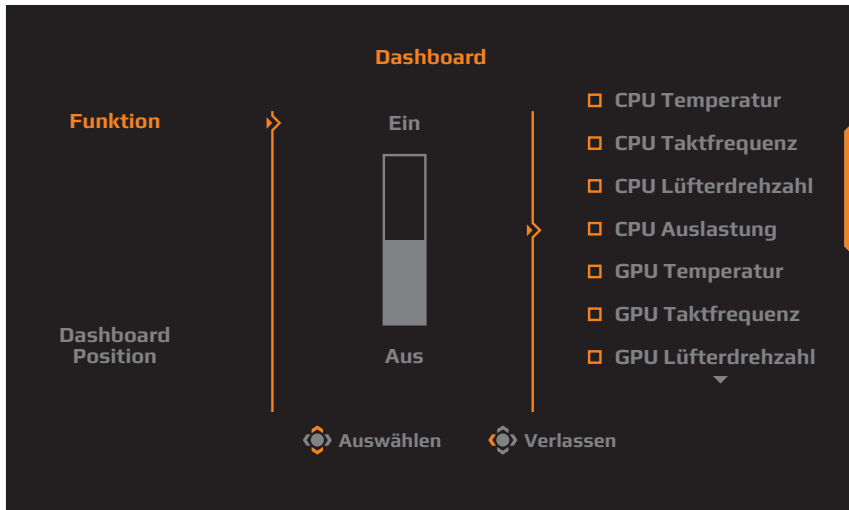 Dashboard
Funktion
Dashboard
Position
Ein
Aus
CPU Temperatur
CPU Taktfrequenz
CPU Lüfterdrehzahl
CPU Auslastung
GPU Temperatur
GPU Taktfrequenz
GPU Lüfterdrehzahl
Auswählen
Verlassen